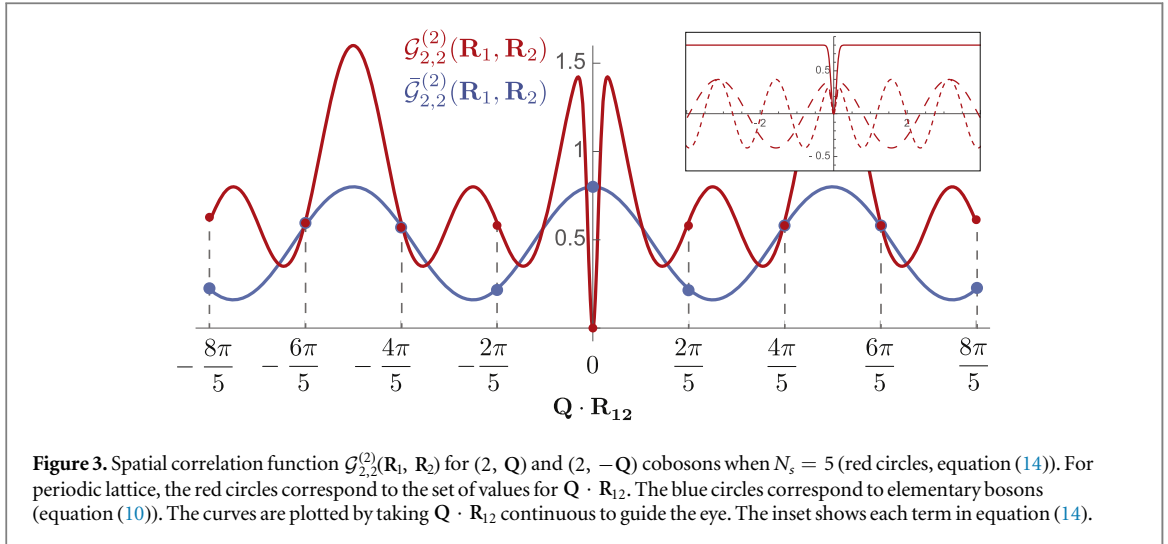 𝒢₂,₂⁽²⁾(R₁, R₂)
𝒢̄₂,₂⁽²⁾(R₁, R₂)
1.5
1
0.5
0.5
-2
2
-0.5
− 8π/5 − 6π/5 − 4π/5 − 2π/5 0 2π/5 4π/5 6π/5 8π/5
Q · R₁₂
Figure 3. Spatial correlation function 𝒢₂,₂⁽²⁾(R₁, R₂) for (2, Q) and (2, −Q) cobosons when Nₛ = 5 (red circles, equation (14)). For
periodic lattice, the red circles correspond to the set of values for Q · R₁₂. The blue circles correspond to elementary bosons
(equation (10)). The curves are plotted by taking Q · R₁₂ continuous to guide the eye. The inset shows each term in equation (14).